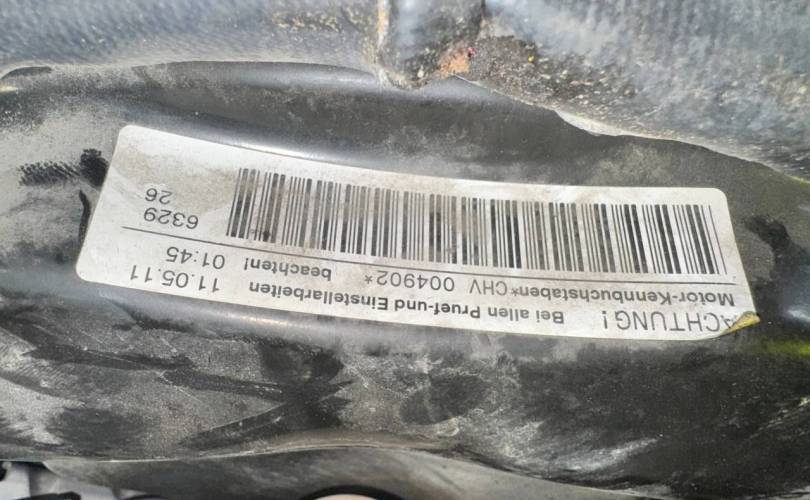 ACHTUNG! Bei allen Pruef-und Einstellarbeiten 11.05.11
Motor-Kennbuchstaben*CHV 004902* beachten! 01:45
6329
26